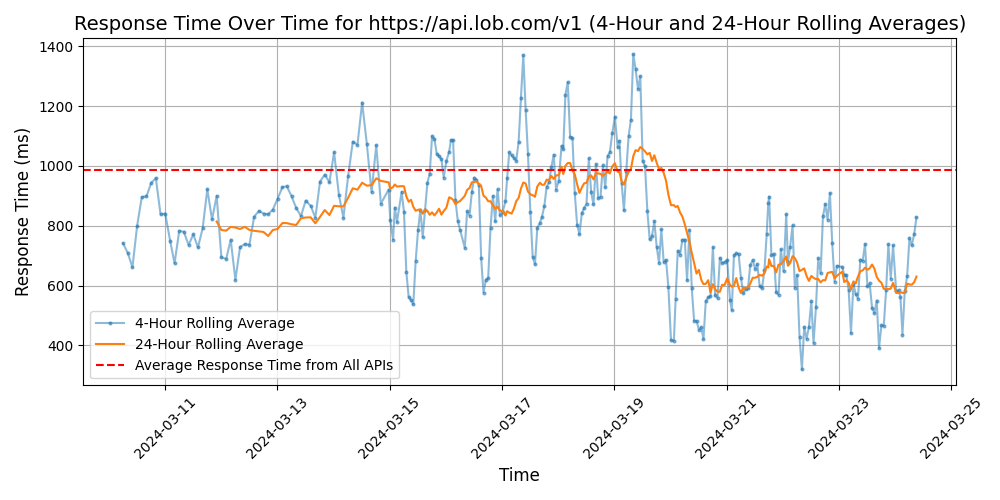 Response Time Over Time for https://api.lob.com/v1 (4-Hour and 24-Hour Rolling Averages)
Response Time (ms)
1400
1200
1000
800
600
400
4-Hour Rolling Average
24-Hour Rolling Average
Average Response Time from All APIs
2024-03-11
2024-03-13
2024-03-15
2024-03-17
2024-03-19
2024-03-21
2024-03-23
2024-03-25
Time